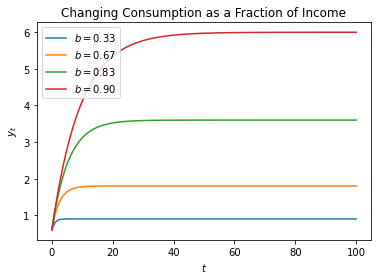 Changing Consumption as a Fraction of Income
6
5
4
3
2
1
y_t
b = 0.33
b = 0.67
b = 0.83
b = 0.90
0
20
40
60
80
100
t